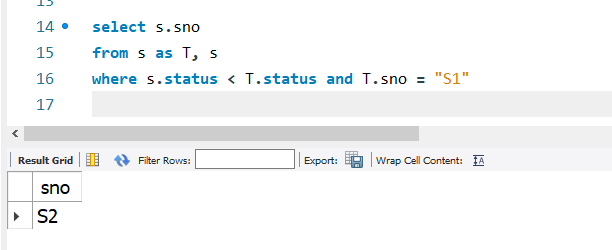 13
14 select s.sno
15 from s as T, s
16 where s.status < T.status and T.sno = "S1"
17
Result Grid Filter Rows: Export: Wrap Cell Content: IA
sno
S2